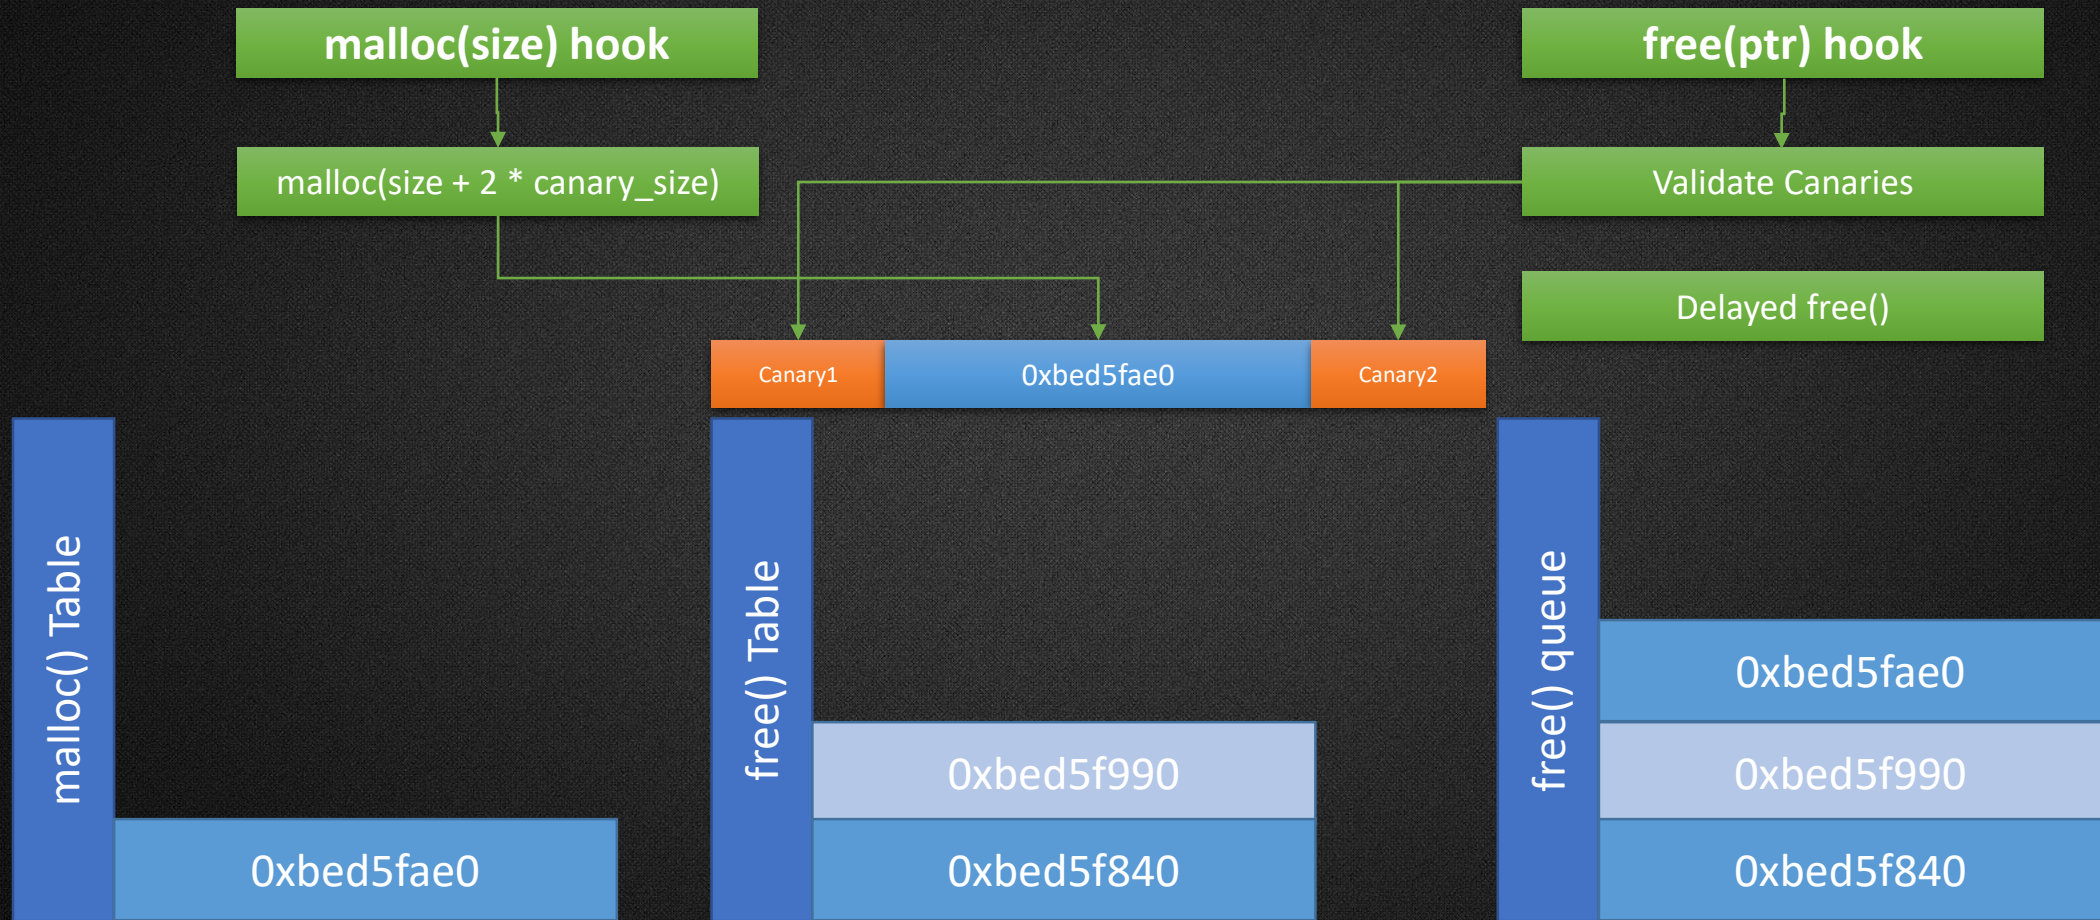 malloc(size) hook
free(ptr) hook
malloc(size + 2 * canary_size)
Validate Canaries
Delayed free()
Canary1
0xbed5fae0
Canary2
malloc() Table
0xbed5fae0
free() Table
0xbed5f990
0xbed5f840
free() queue
0xbed5fae0
0xbed5f990
0xbed5f840